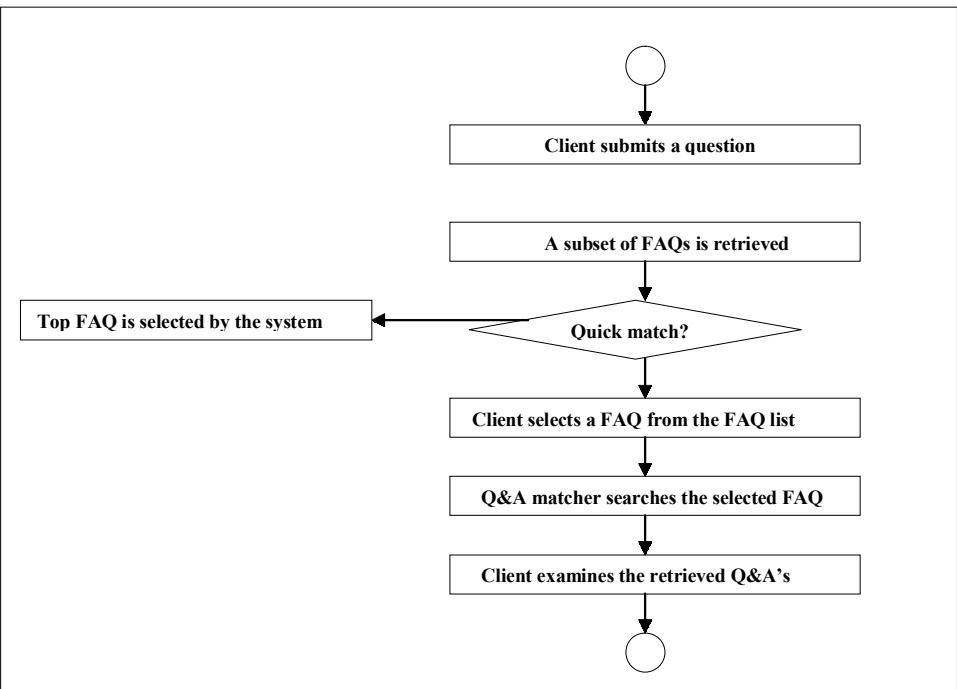 Client submits a question
A subset of FAQs is retrieved
Top FAQ is selected by the system
Quick match?
Client selects a FAQ from the FAQ list
Q&A matcher searches the selected FAQ
Client examines the retrieved Q&A’s